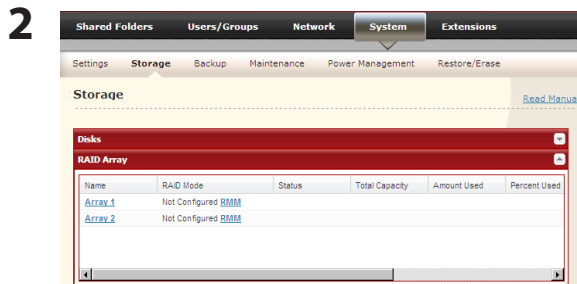 2
Shared Folders Users/Groups Network System Extensions
Settings Storage Backup Maintenance Power Management Restore/Erase
Storage
Read Manua
Disks
RAID Array
Name RAID Mode Status Total Capacity Amount Used Percent Used
Array 1 Not Configured RMM
Array 2 Not Configured RMM